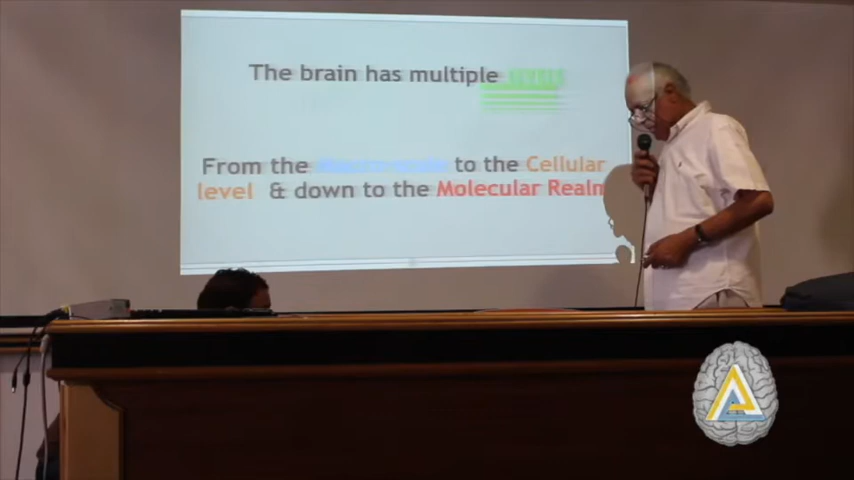 The brain has multiple
From the to the Cellular
level & down to the Molecular Realm